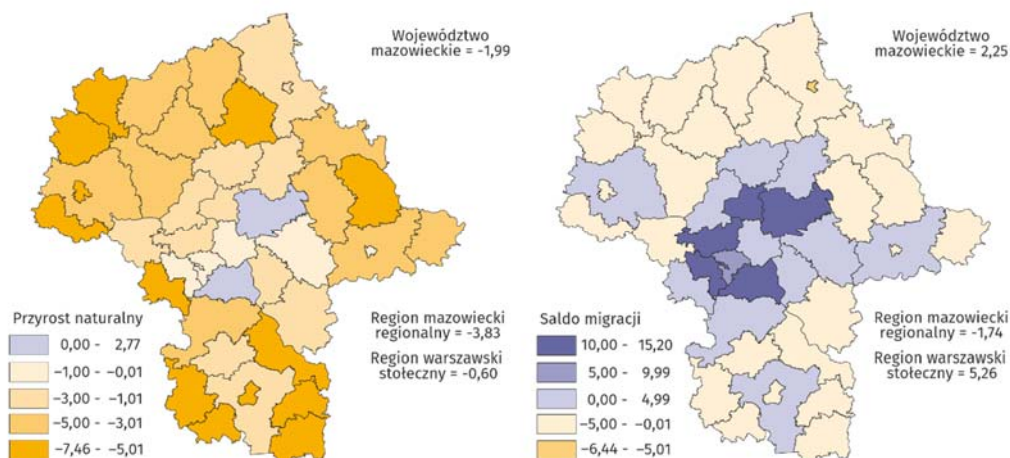 Województwo
mazowieckie = -1,99
Przyrost naturalny
0,00 - 2,77
-1,00 - -0,01
-3,00 - -1,01
-5,00 - -3,01
-7,46 - -5,01
Region mazowiecki
regionalny = -3,83
Region warszawski
stołeczny = -0,60
Województwo
mazowieckie = 2,25
Saldo migracji
10,00 - 15,20
5,00 - 9,99
0,00 - 4,99
-5,00 - -0,01
-6,44 - -5,01
Region mazowiecki
regionalny = -1,74
Region warszawski
stołeczny = 5,26